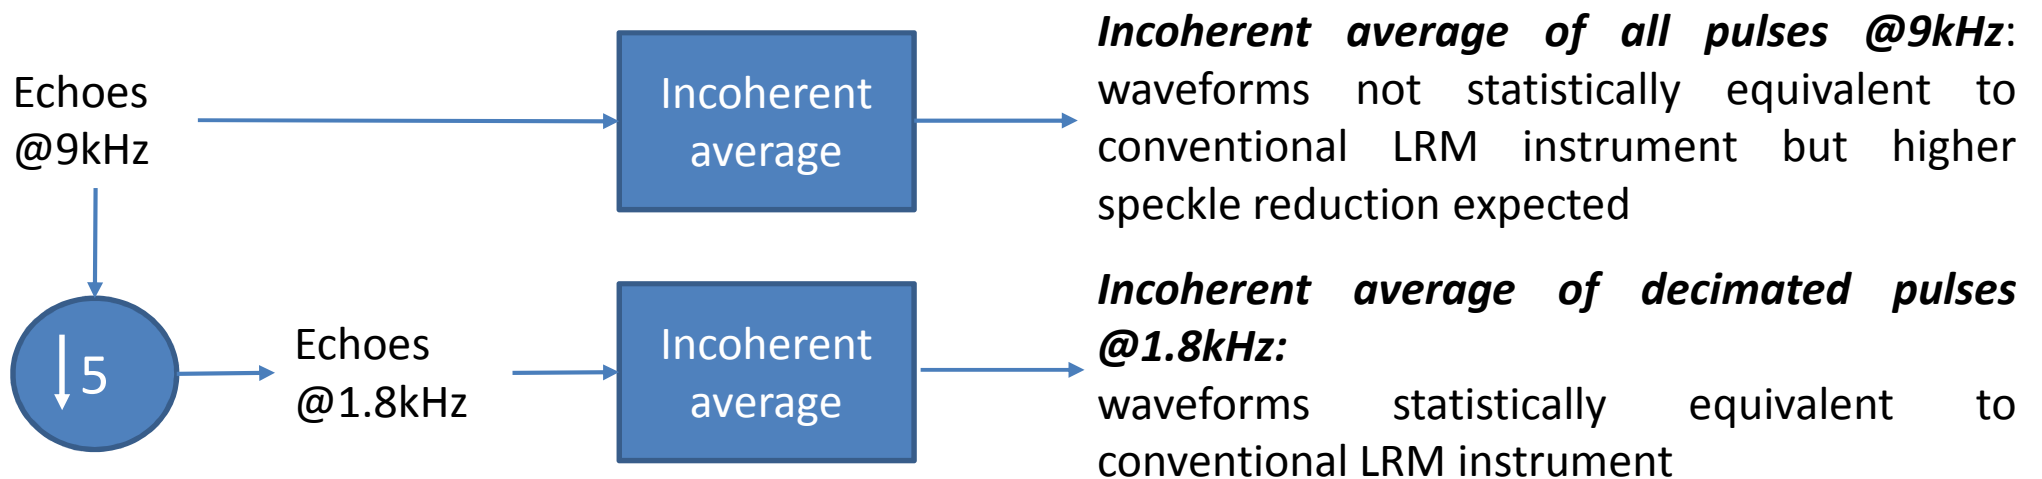 Echoes
@9kHz
Incoherent
average
Incoherent average of all pulses @9kHz:
waveforms not statistically equivalent to
conventional LRM instrument but higher
speckle reduction expected
5
Echoes
@1.8kHz
Incoherent
average
Incoherent average of decimated pulses
@1.8kHz:
waveforms statistically equivalent to
conventional LRM instrument